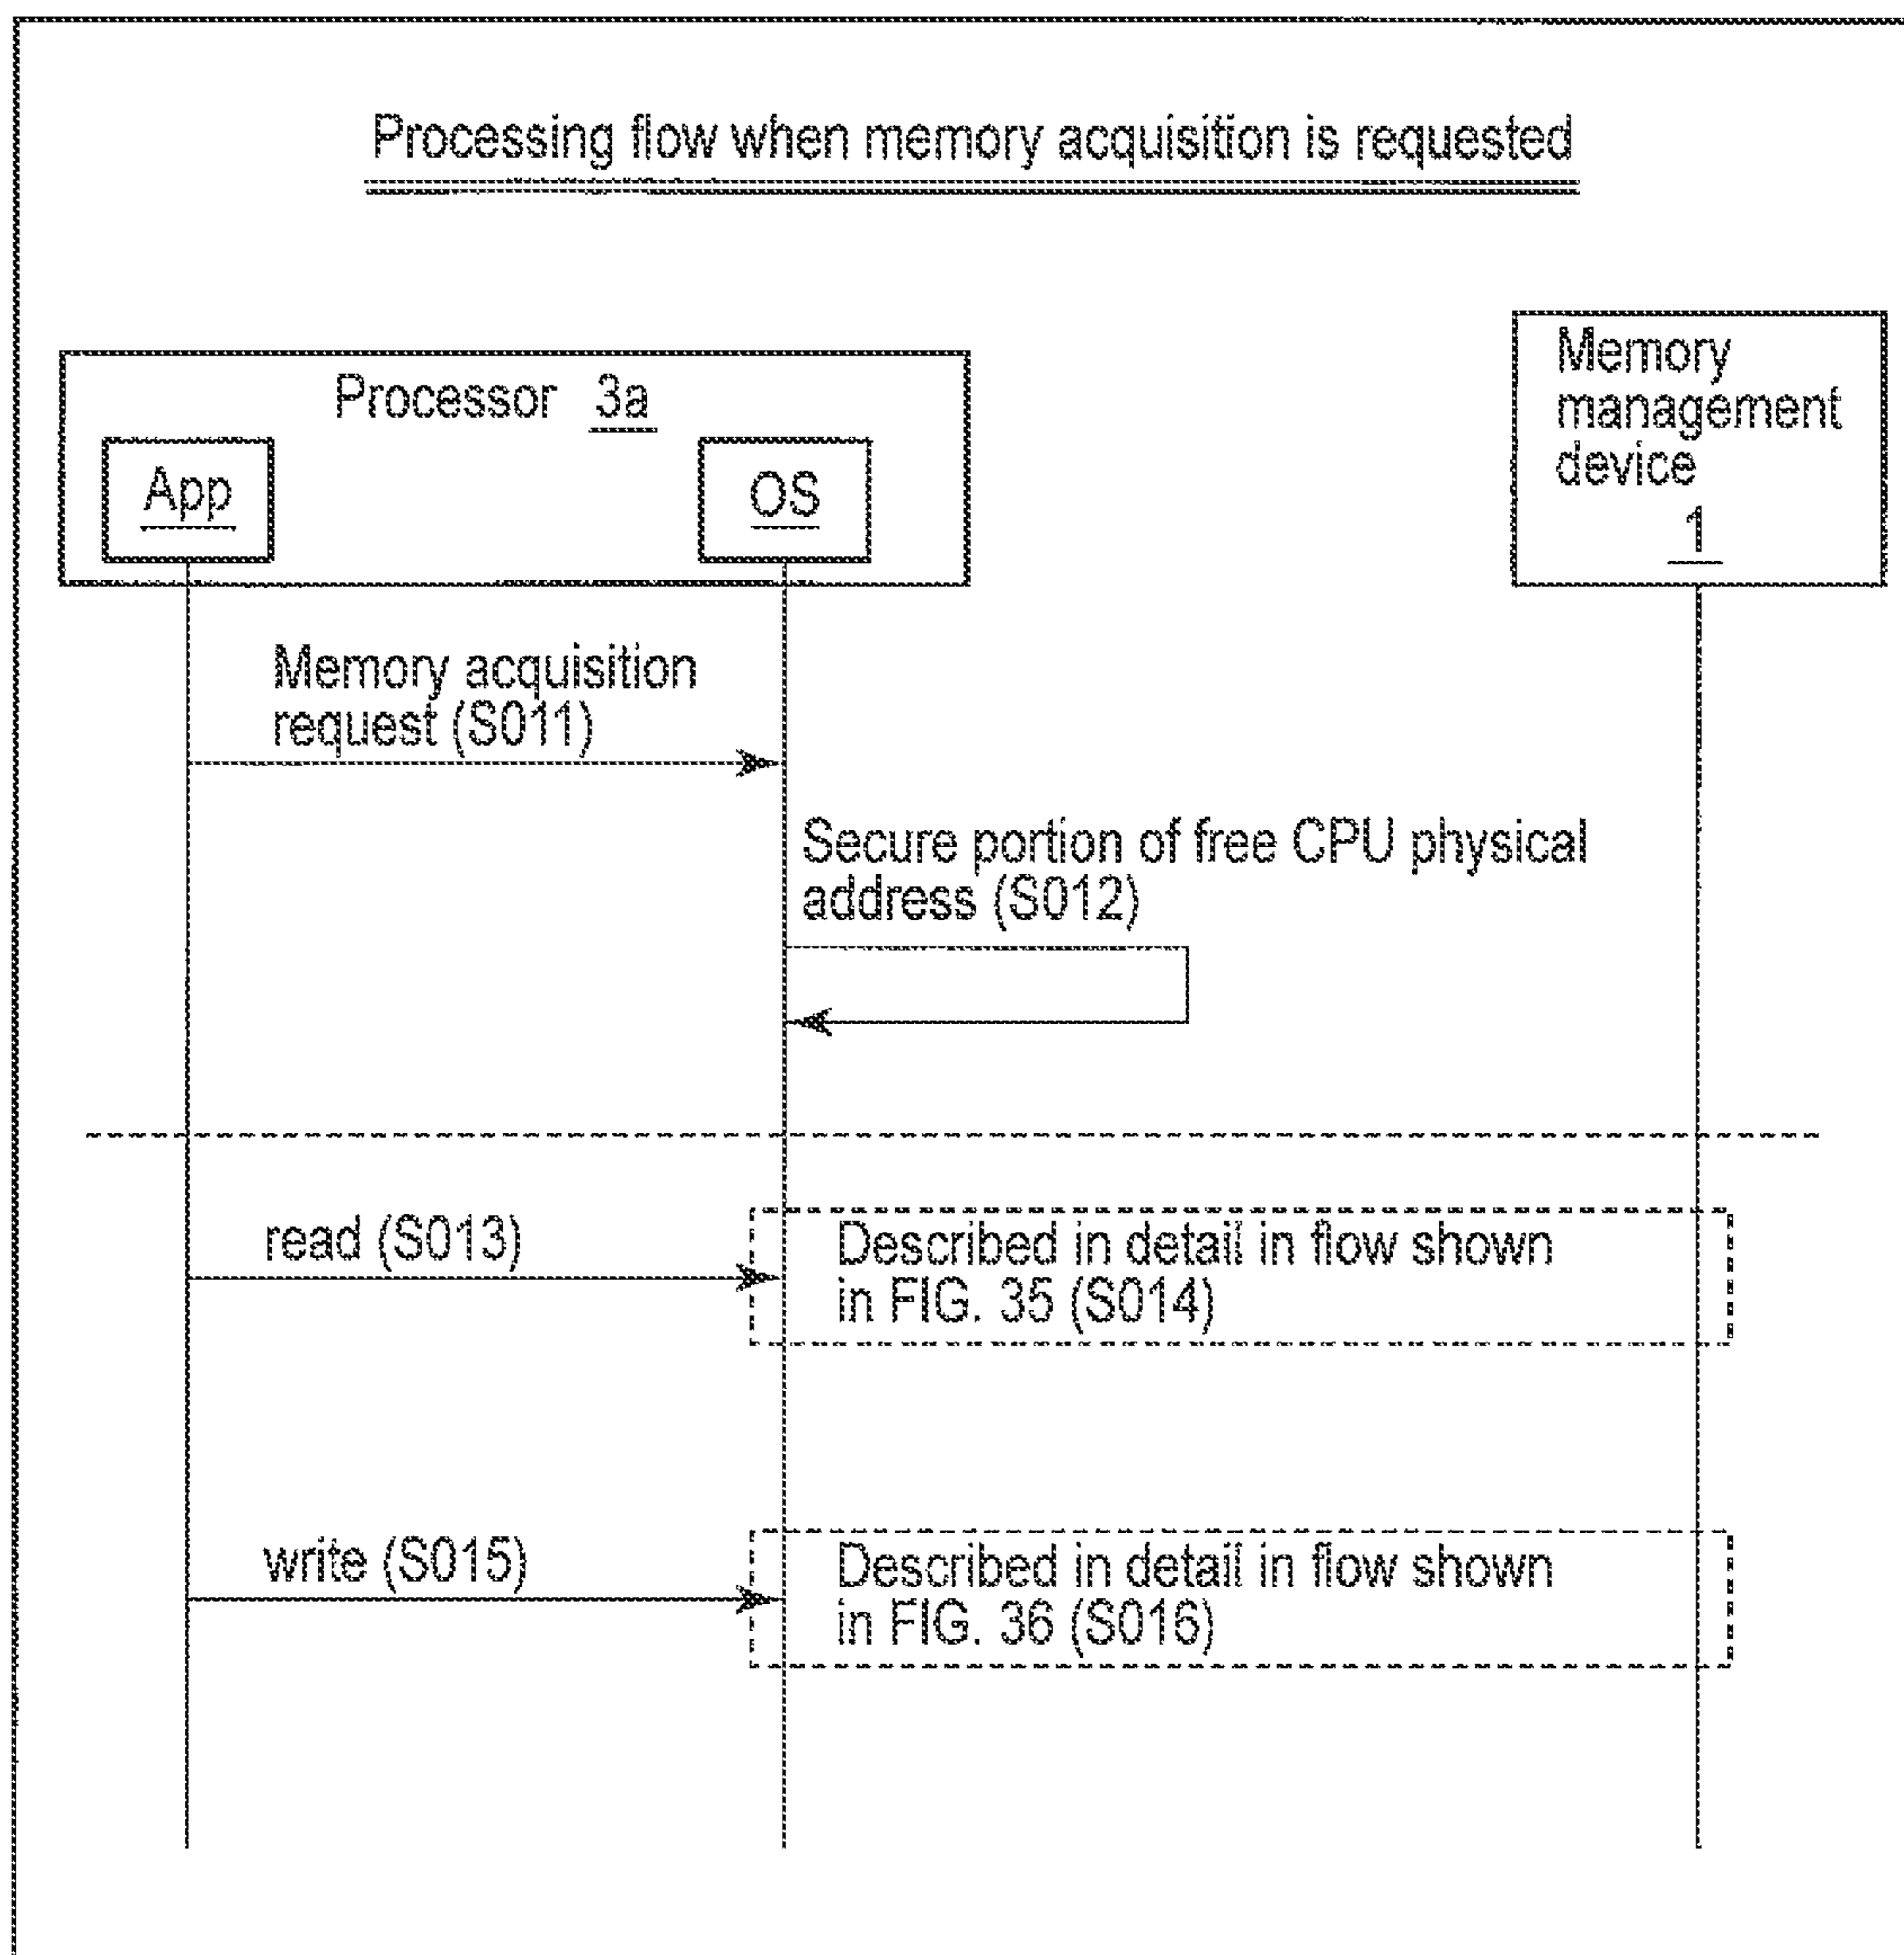 Processing flow when memory acquisition is requested
Processor 3a
App
OS
Memory
management
device
1
Memory acquisition
request (S011)
Secure portion of free CPU physical
address (S012)
read (S013)
Described in detail in flow shown
in FIG. 35 (S014)
write (S015)
Described in detail in flow shown
in FIG. 36 (S016)